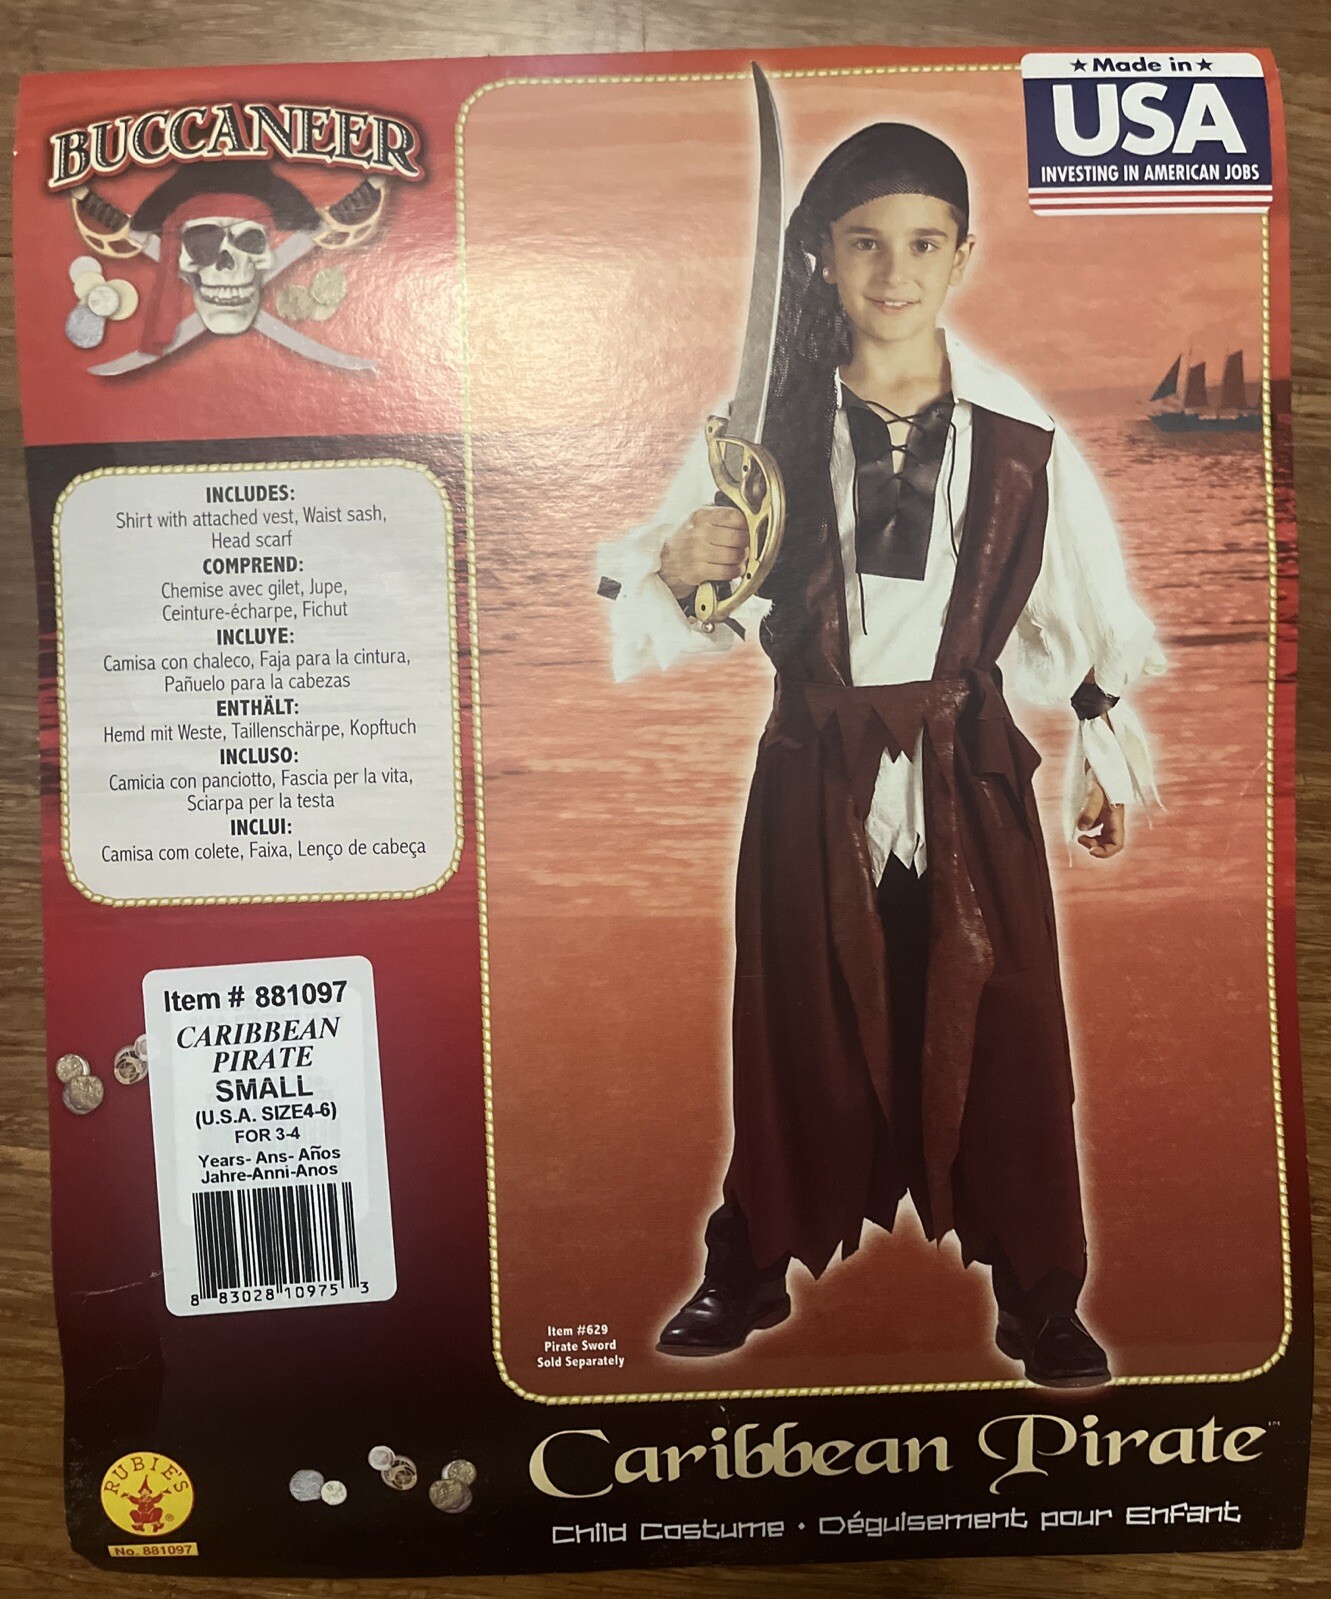 BUCCANEER
★ Made in ★
USA
INVESTING IN AMERICAN JOBS
INCLUDES:
Shirt with attached vest, Waist sash,
Head scarf
COMPREND:
Chemise avec gilet, Jupe,
Ceinture-écharpe, Fichut
INCLUYE:
Camisa con chaleco, Faja para la cintura,
Pañuelo para la cabezas
ENTHÄLT:
Hemd mit Weste, Taillenschärpe, Kopftuch
INCLUSO:
Camicia con panciotto, Fascia per la vita,
Sciarpa per la testa
INCLUI:
Camisa com colete, Faixa, Lenço de cabeça
Item # 881097
CARIBBEAN
PIRATE
SMALL
(U.S.A. SIZE4-6)
FOR 3-4
Years- Ans- Años
Jahre-Anni-Anos
8 83028 10975 3
Item #629
Pirate Sword
Sold Separately
RUBIE'S
®
No. 881097
Caribbean Pirate™
Child Costume • Déguisement pour Enfant